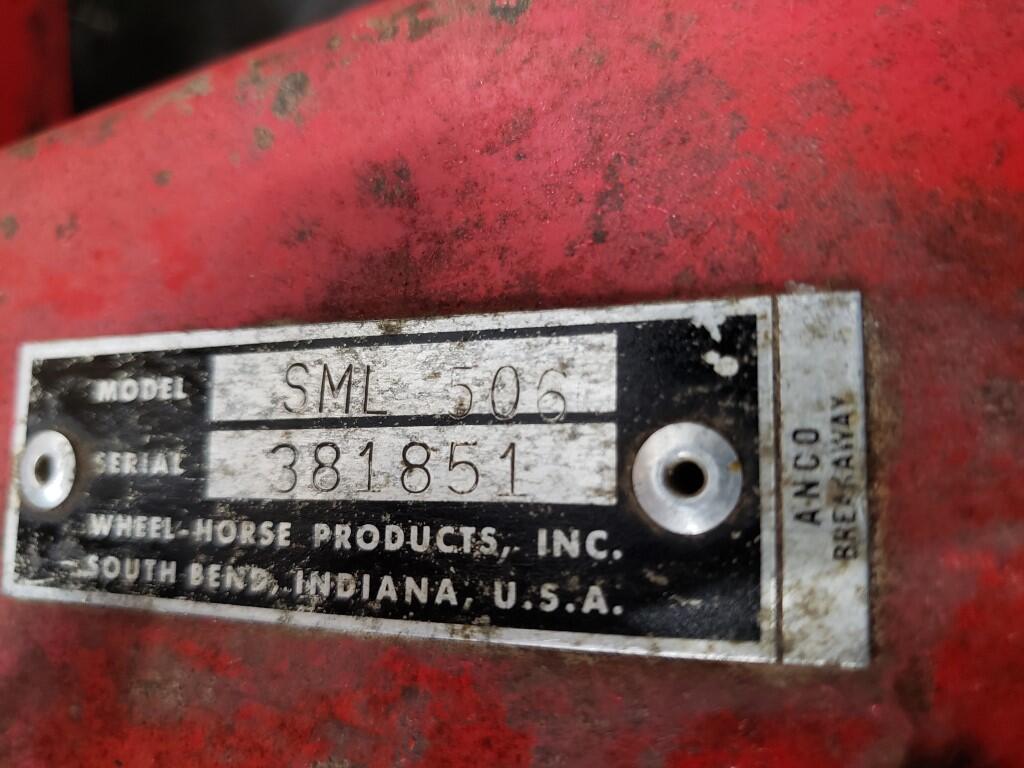 MODEL SML 506
SERIAL 381851
WHEEL-HORSE PRODUCTS, INC.
SOUTH BEND, INDIANA, U.S.A.
ANCO
BREAKAWAY